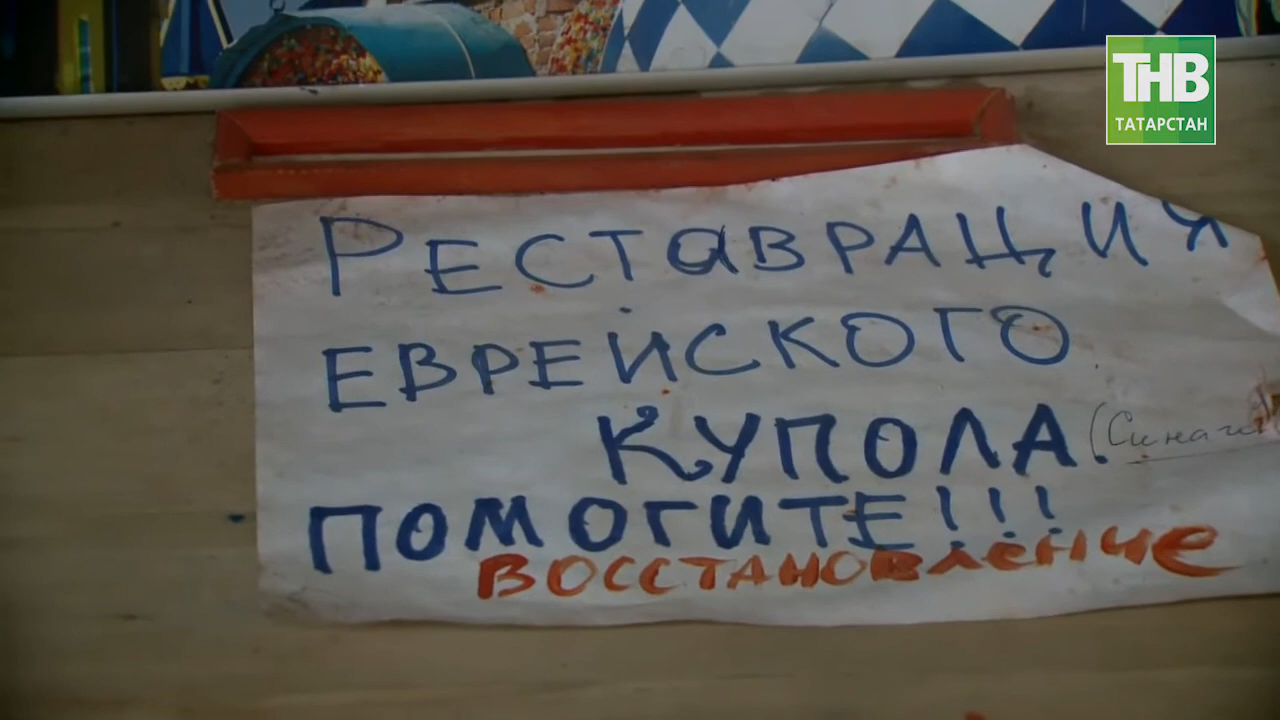 ТНВ
ТАТАРСТАН
РЕСТаВРАЦИЯ
ЕВРЕЙСКОГО
КУПОЛА.
ПОМОГИТЕ!!!
ВОССТАНОВЛЕНИЕ